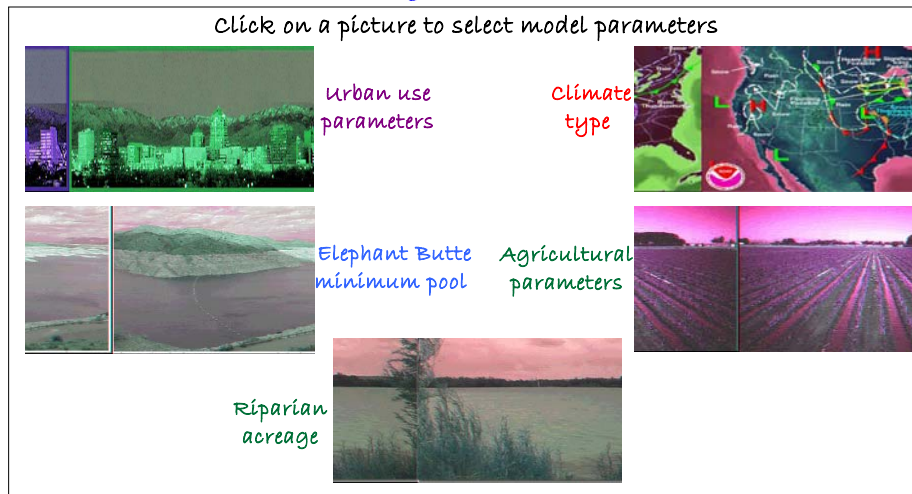 Click on a picture to select model parameters
Urban use
parameters
Climate
type
Elephant Butte
minimum pool
Agricultural
parameters
Riparian
acreage